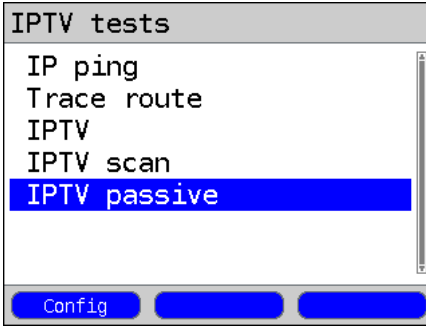 IPTV tests
IP ping
Trace route
IPTV
IPTV scan
IPTV passive
Config